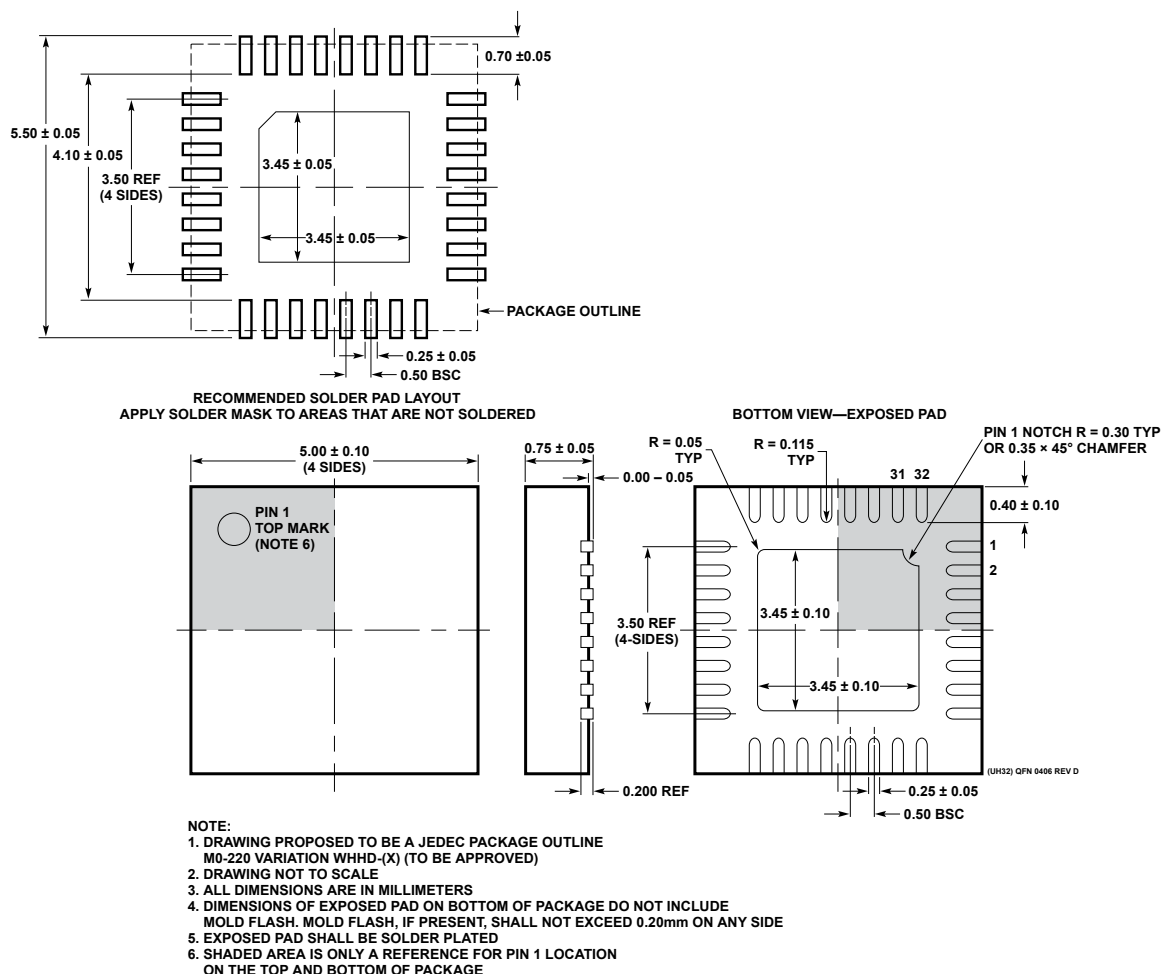 0.70 ±0.05
5.50 ± 0.05
4.10 ± 0.05
3.50 REF
(4 SIDES)
3.45 ± 0.05
3.45 ± 0.05
PACKAGE OUTLINE
0.25 ± 0.05
0.50 BSC
RECOMMENDED SOLDER PAD LAYOUT
APPLY SOLDER MASK TO AREAS THAT ARE NOT SOLDERED
5.00 ± 0.10
(4 SIDES)
PIN 1
TOP MARK
(NOTE 6)
0.75 ± 0.05
0.00 – 0.05
0.200 REF
BOTTOM VIEW—EXPOSED PAD
R = 0.05
TYP
R = 0.115
TYP
PIN 1 NOTCH R = 0.30 TYP
OR 0.35 × 45° CHAMFER
31 32
0.40 ± 0.10
1
2
3.50 REF
(4-SIDES)
3.45 ± 0.10
3.45 ± 0.10
(UH32) QFN 0406 REV D
0.25 ± 0.05
0.50 BSC
NOTE:
1. DRAWING PROPOSED TO BE A JEDEC PACKAGE OUTLINE
M0-220 VARIATION WHHD-(X) (TO BE APPROVED)
2. DRAWING NOT TO SCALE
3. ALL DIMENSIONS ARE IN MILLIMETERS
4. DIMENSIONS OF EXPOSED PAD ON BOTTOM OF PACKAGE DO NOT INCLUDE
MOLD FLASH. MOLD FLASH, IF PRESENT, SHALL NOT EXCEED 0.20mm ON ANY SIDE
5. EXPOSED PAD SHALL BE SOLDER PLATED
6. SHADED AREA IS ONLY A REFERENCE FOR PIN 1 LOCATION
ON THE TOP AND BOTTOM OF PACKAGE